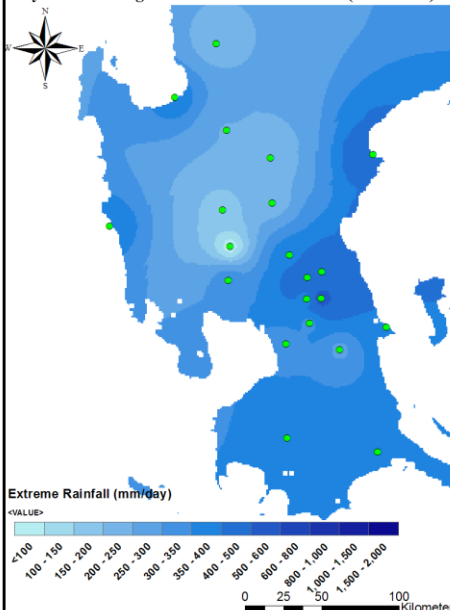 N
W E
S
Extreme Rainfall (mm/day)
<VALUE>
<100
100 - 150
150 - 200
200 - 250
250 - 300
300 - 350
350 - 400
400 - 500
500 - 600
600 - 800
800 - 1,000
1,000 - 1,500
1,500 - 2,000
0 25 50 100
Kilometer